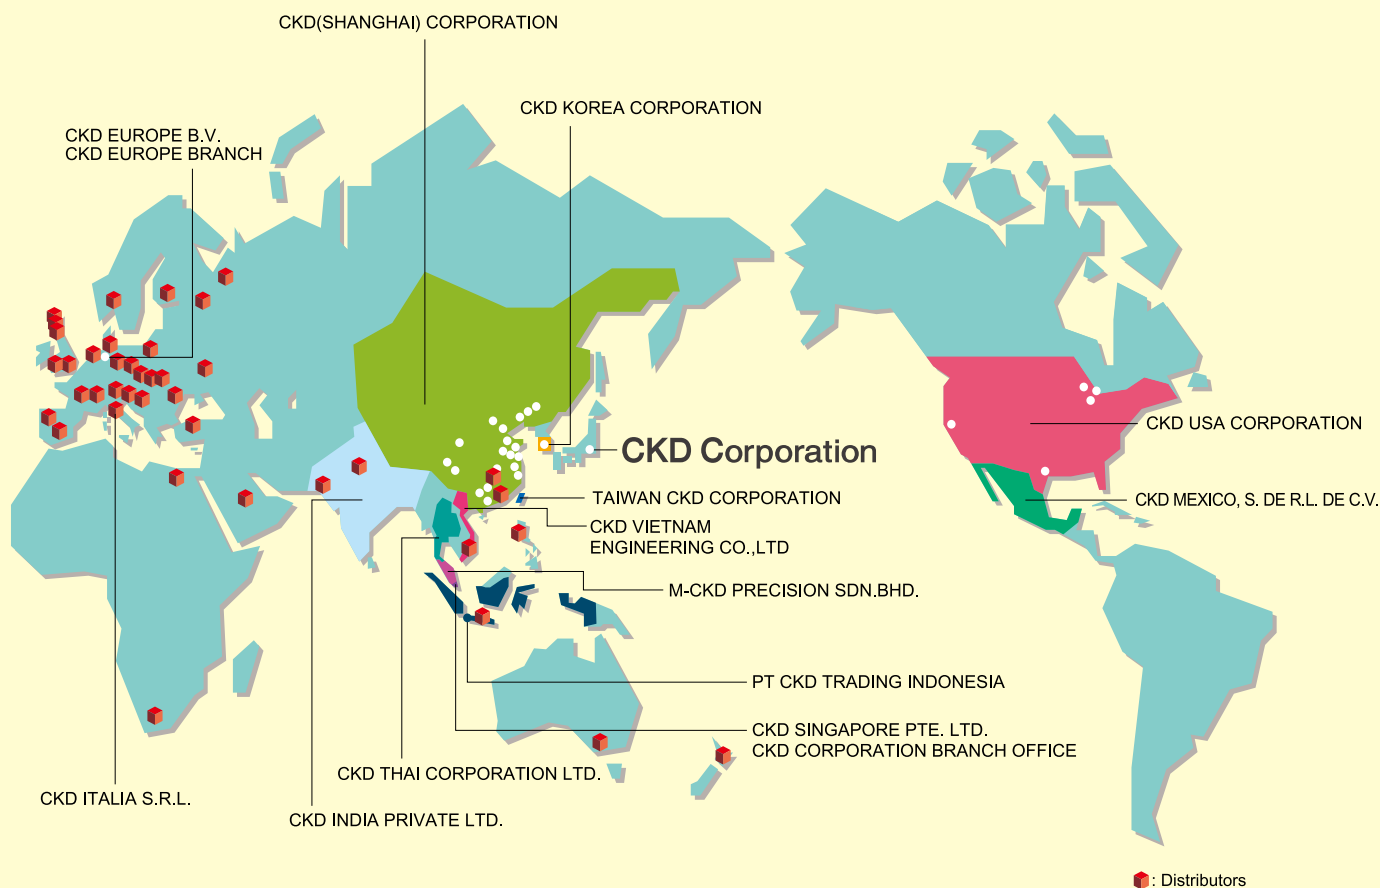 CKD(SHANGHAI) CORPORATION
CKD KOREA CORPORATION
CKD EUROPE B.V.
CKD EUROPE BRANCH
CKD USA CORPORATION
CKD Corporation
TAIWAN CKD CORPORATION
CKD MEXICO, S. DE R.L. DE C.V.
CKD VIETNAM
ENGINEERING CO.,LTD
M-CKD PRECISION SDN.BHD.
PT CKD TRADING INDONESIA
CKD SINGAPORE PTE. LTD.
CKD CORPORATION BRANCH OFFICE
CKD THAI CORPORATION LTD.
CKD ITALIA S.R.L.
CKD INDIA PRIVATE LTD.
: Distributors